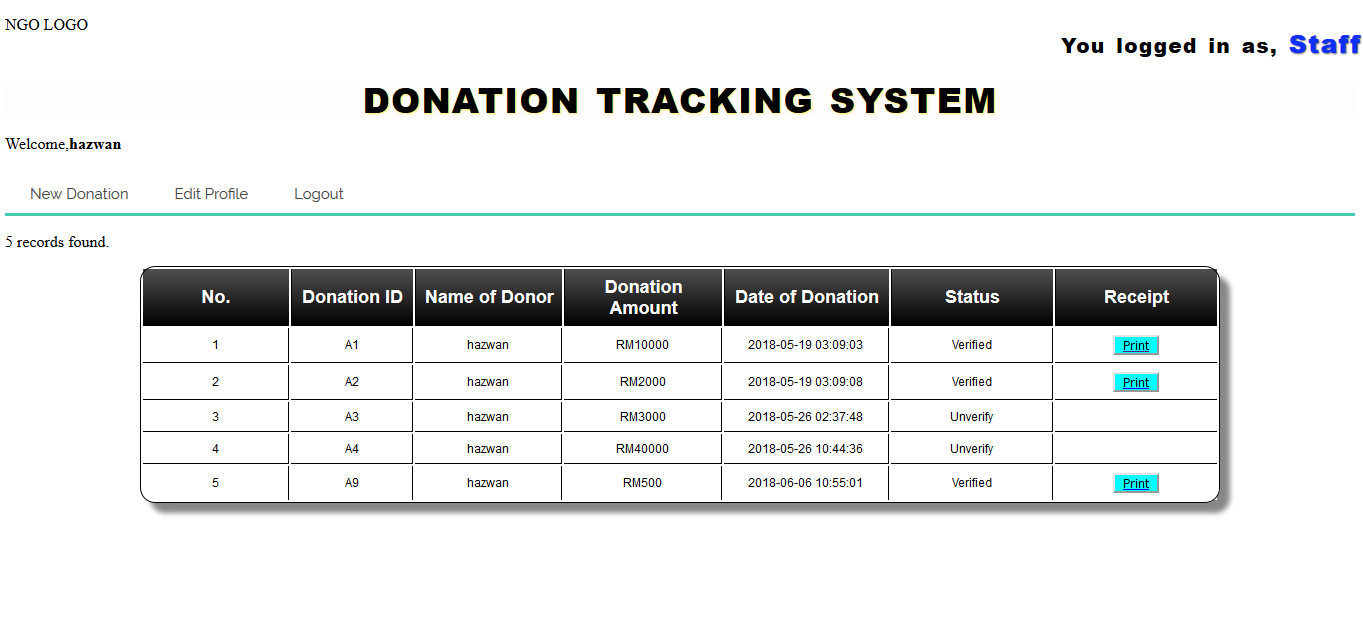 NGO LOGO
You logged in as, Staff
DONATION TRACKING SYSTEM
Welcome,hazwan
New Donation Edit Profile Logout
5 records found.
No. Donation ID Name of Donor Donation Amount Date of Donation Status Receipt
1 A1 hazwan RM10000 2018-05-19 03:09:03 Verified Print
2 A2 hazwan RM2000 2018-05-19 03:09:08 Verified Print
3 A3 hazwan RM3000 2018-05-26 02:37:48 Unverify
4 A4 hazwan RM40000 2018-05-26 10:44:36 Unverify
5 A9 hazwan RM500 2018-06-06 10:55:01 Verified Print